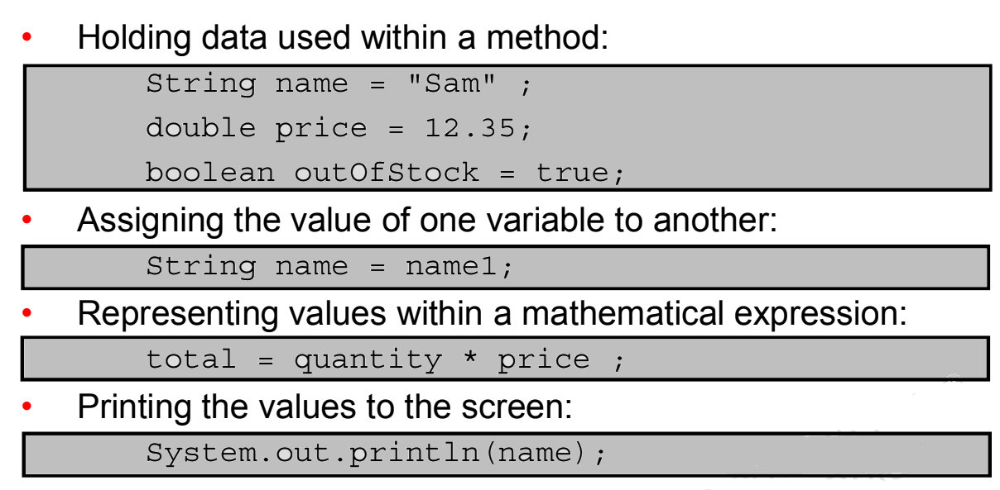 • Holding data used within a method:
String name = "Sam" ;
double price = 12.35;
boolean outOfStock = true;
• Assigning the value of one variable to another:
String name = name1;
• Representing values within a mathematical expression:
total = quantity * price ;
• Printing the values to the screen:
System.out.println(name);